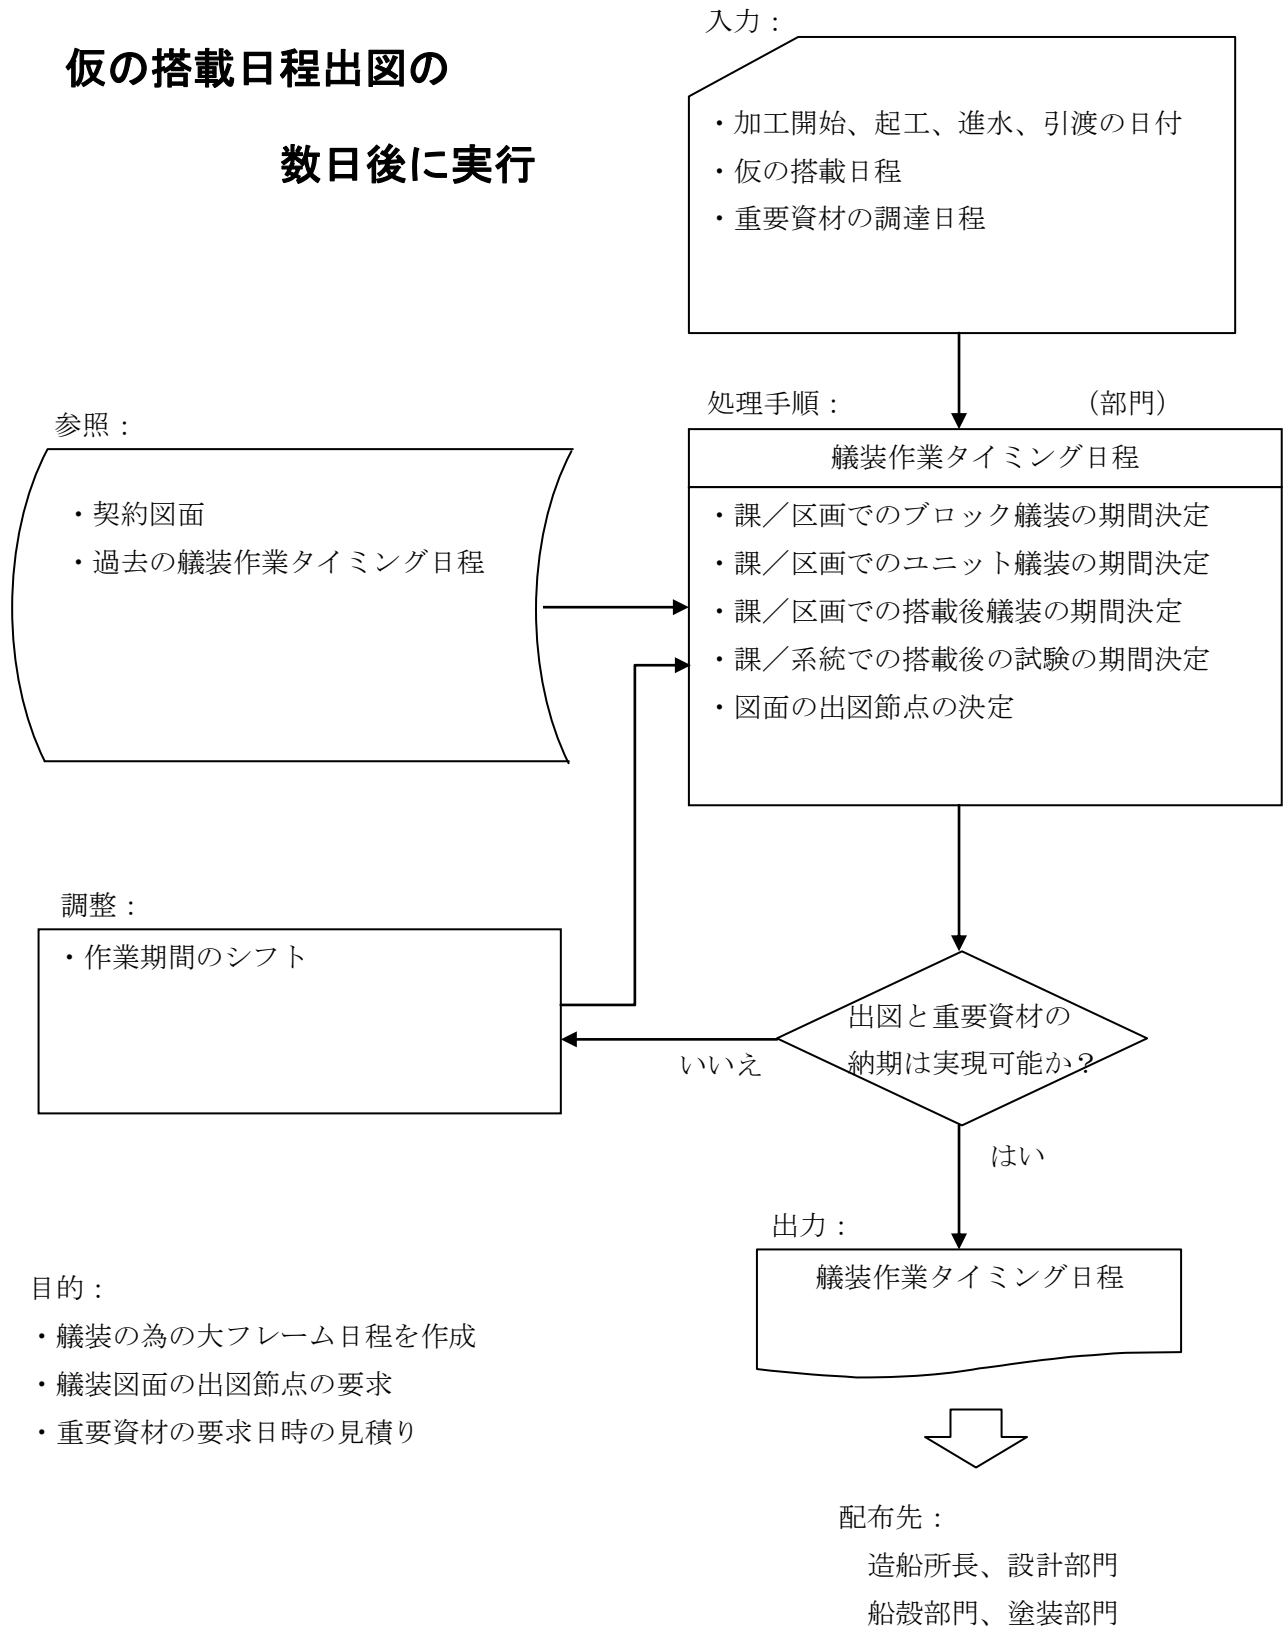 仮の搭載日程出図の
数日後に実行
入力：
・加工開始、起工、進水、引渡の日付
・仮の搭載日程
・重要資材の調達日程
参照：
・契約図面
・過去の艤装作業タイミング日程
処理手順：　（部門）
艤装作業タイミング日程
・課／区画でのブロック艤装の期間決定
・課／区画でのユニット艤装の期間決定
・課／区画での搭載後艤装の期間決定
・課／系統での搭載後の試験の期間決定
・図面の出図節点の決定
調整：
・作業期間のシフト
出図と重要資材の
納期は実現可能か？
いいえ
はい
出力：
艤装作業タイミング日程
目的：
・艤装の為の大フレーム日程を作成
・艤装図面の出図節点の要求
・重要資材の要求日時の見積り
配布先：
造船所長、設計部門
船殻部門、塗装部門